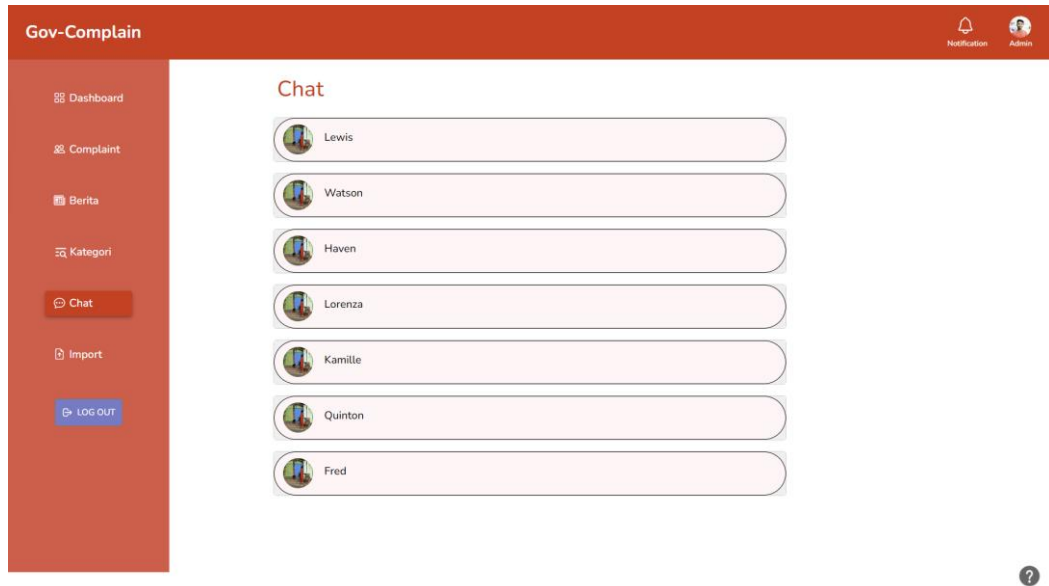 Gov-Complain
Notification
Admin
Dashboard
Complaint
Berita
Kategori
Chat
Import
LOG OUT
Chat
Lewis
Watson
Haven
Lorenza
Kamille
Quinton
Fred
?